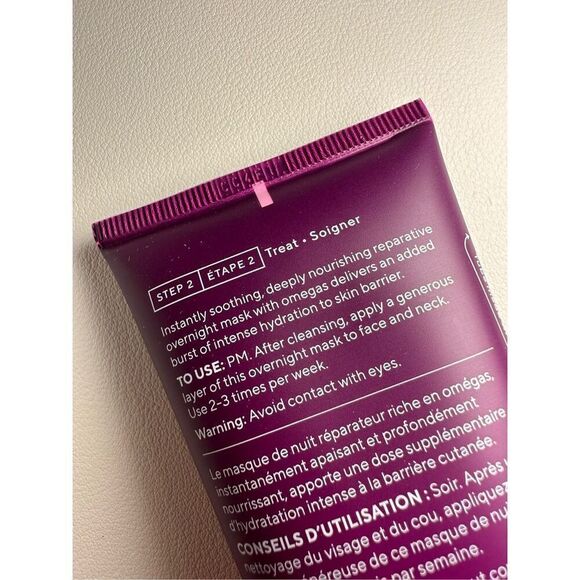 STEP 2 ÉTAPE 2 Treat • Soigner
Instantly soothing, deeply nourishing reparative
overnight mask with omegas delivers an added
burst of intense hydration to skin barrier.
TO USE: PM. After cleansing, apply a generous
layer of this overnight mask to face and neck.
Use 2-3 times per week.
Warning: Avoid contact with eyes.
Le masque de nuit réparateur riche en omégas,
instantanément apaisant et profondément
nourrissant, apporte une dose supplémentaire
d'hydratation intense à la barrière cutanée.
CONSEILS D'UTILISATION : Soir. Après
nettoyage du visage et du cou, appliquez
de ce masque de
par semaine.